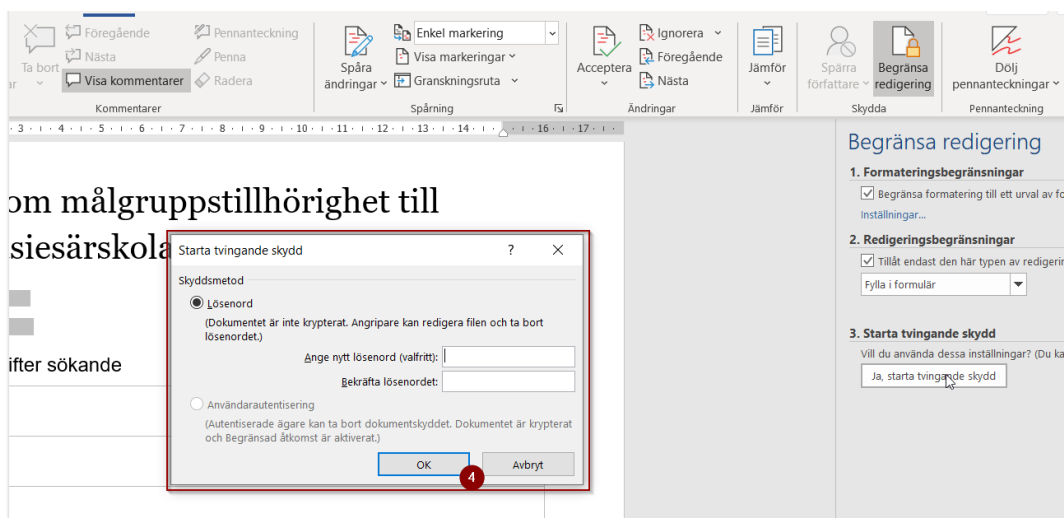 Föregående
Nästa
Ta bort
Visa kommentarer
Kommentarer
Pennanteckning
Penna
Radera
Spåra
ändringar
Enkel markering
Visa markeringar
Granskningsruta
Spårning
Acceptera
Ignorera
Föregående
Nästa
Ändringar
Jämför
Jämför
Spärra
författare
Begränsa
redigering
Skydda
Dölj
pennanteckningar
Pennanteckning
3 4 5 6 7 8 9 10 11 12 13 14 16 17
om målgruppstillhörighet till
siesärskola
ifter sökande
Starta tvingande skydd ?
Skyddsmetod
Lösenord
(Dokumentet är inte krypterat. Angripare kan redigera filen och ta bort
lösenordet.)
Ange nytt lösenord (valfritt):
Bekräfta lösenordet:
Användarautentisering
(Autentiserade ägare kan ta bort dokumentskyddet. Dokumentet är krypterat
och Begränsad åtkomst är aktiverat.)
OK
Avbryt
4
Begränsa redigering
1. Formateringsbegränsningar
Begränsa formatering till ett urval av fo
Inställningar...
2. Redigeringsbegränsningar
Tillåt endast den här typen av redigerin
Fylla i formulär
3. Starta tvingande skydd
Vill du använda dessa inställningar? (Du ka
Ja, starta tvingande skydd